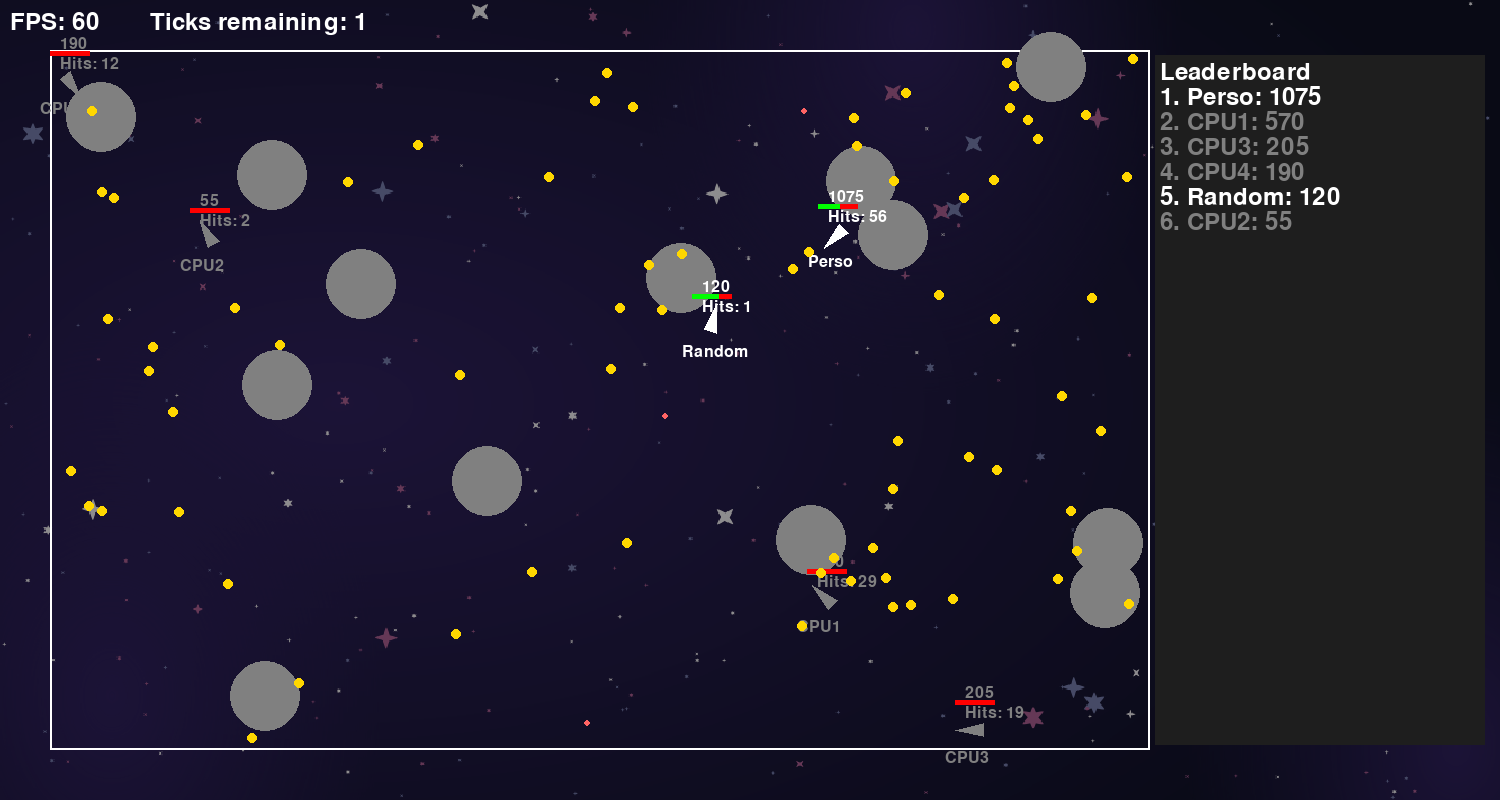 FPS: 60
Ticks remaining: 1
190
Hits: 12
55
Hits: 2
CPU2
1075
Hits: 56
Perso
120
Hits: 1
Random
Hits: 29
CPU1
205
Hits: 19
CPU3
Leaderboard
1. Perso: 1075
2. CPU1: 570
3. CPU3: 205
4. CPU4: 190
5. Random: 120
6. CPU2: 55